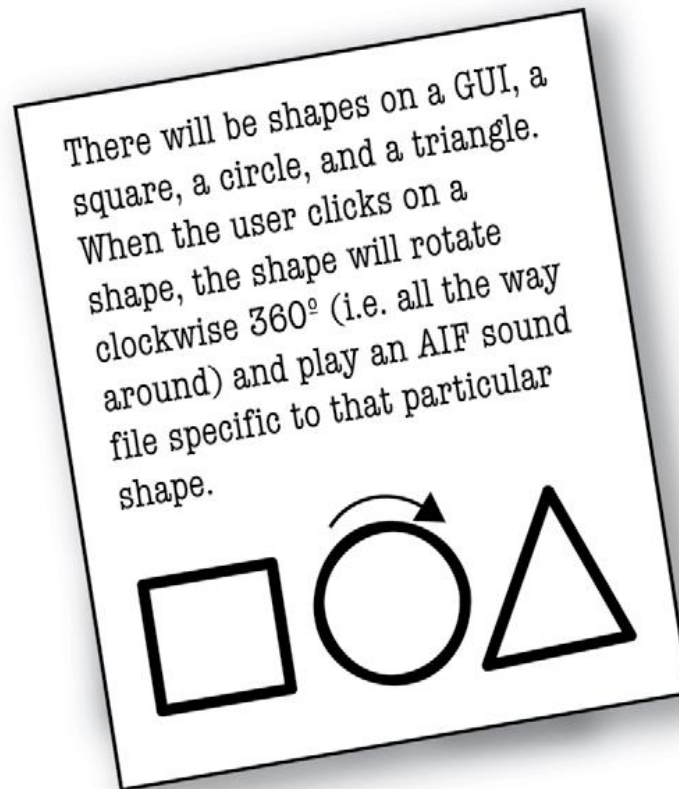 There will be shapes on a GUI, a
square, a circle, and a triangle.
When the user clicks on a
shape, the shape will rotate
clockwise 360º (i.e. all the way
around) and play an AIF sound
file specific to that particular
shape.